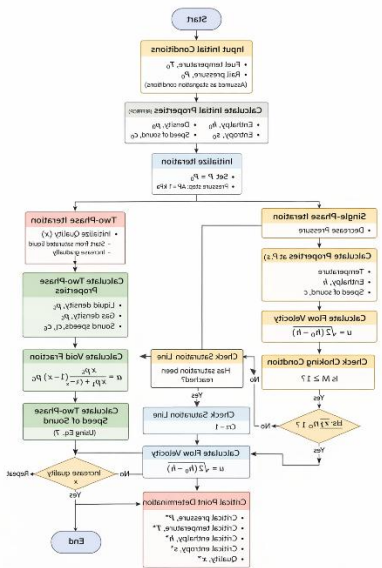 Start
Input Initial Conditions
• Fuel temperature, T₀
• Rail pressure, P₀
(Assumed as stagnation conditions)
Calculate Initial Properties (REFPROP)
• Enthalpy, h₀
• Density, ρ₀
• Entropy, s₀
• Speed of sound, c₀
Initialize Iteration
• Set P = P₀
• Pressure step: ΔP = 1 kPa
Single-Phase Iteration
• Decrease Pressure
Calculate Properties at P, s)
Temperature
Enthalpy, h
Speed of sound, c
Calculate Flow Velocity
u = √2 (h₀ − h)
Check Choking Condition
Is M ≥ 1?
No
Yes
Check Saturation Line
Has saturation been
reached?
No
Yes
Check Saturation Line
Calculate Flow Velocity
u = √2 (h₀ − h)
Two-Phase Iteration
• Initialize Quality (x)
- Start from saturated liquid
- Increase gradually
Calculate Two-Phase
Properties
• Liquid density,
• Gas density,
• Sound speeds,
Calculate Void Fraction
Calculate Two-Phase
Speed of Sound
(Using Eq. 7)
Increase quality
x
No
Repeat
Yes
Critical Point Determination
• Critical pressure, P*
• Critical temperature, T*
• Critical enthalpy, h*
• Critical entropy, s*
• Quality, x*
End